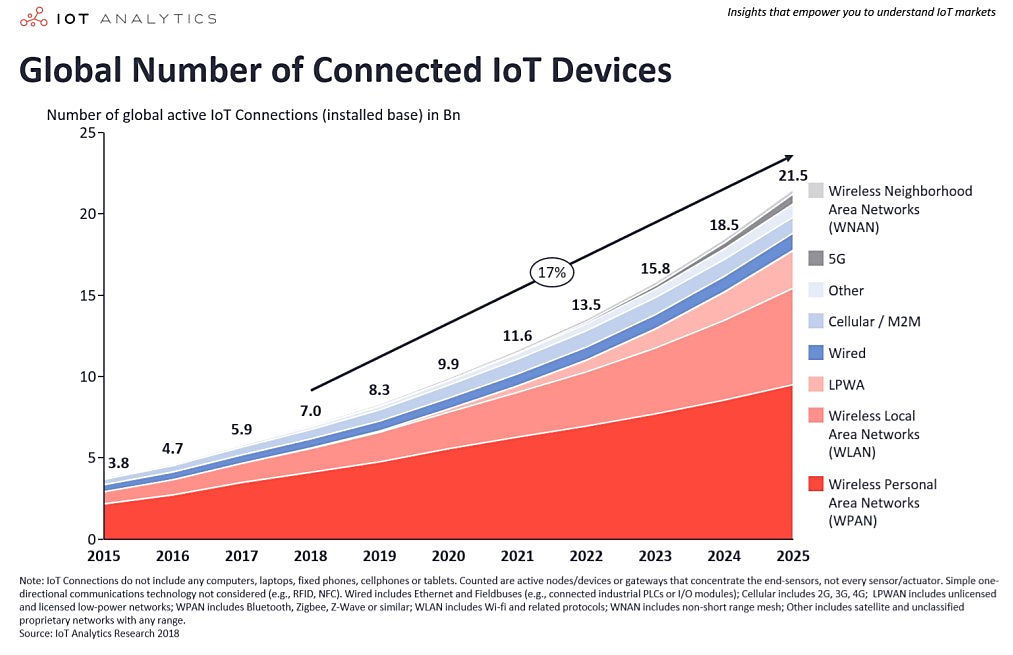 IOT ANALYTICS
Insights that empower you to understand IoT markets
Global Number of Connected IoT Devices
Number of global active IoT Connections (installed base) in Bn
25
20
15
10
5
0
3.8
4.7
5.9
7.0
8.3
9.9
11.6
13.5
15.8
18.5
21.5
17%
2015
2016
2017
2018
2019
2020
2021
2022
2023
2024
2025
Wireless Neighborhood
Area Networks
(WNAN)
5G
Other
Cellular / M2M
Wired
LPWA
Wireless Local
Area Networks
(WLAN)
Wireless Personal
Area Networks
(WPAN)
Note: IoT Connections do not include any computers, laptops, fixed phones, cellphones or tablets. Counted are active nodes/devices or gateways that concentrate the end-sensors, not every sensor/actuator. Simple one-
directional communications technology not considered (e.g., RFID, NFC). Wired includes Ethernet and Fieldbuses (e.g., connected industrial PLCs or I/O modules); Cellular includes 2G, 3G, 4G; LPWAN includes unlicensed
and licensed low-power networks; WPAN includes Bluetooth, Zigbee, Z-Wave or similar; WLAN includes Wi-fi and related protocols; WNAN includes non-short range mesh; Other includes satellite and unclassified
proprietary networks with any range.
Source: IoT Analytics Research 2018